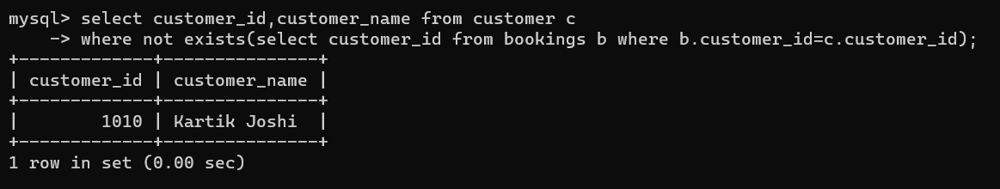 mysql> select customer_id,customer_name from customer c
    -> where not exists(select customer_id from bookings b where b.customer_id=c.customer_id);
+-------------+---------------+
| customer_id | customer_name |
+-------------+---------------+
|        1010 | Kartik Joshi  |
+-------------+---------------+
1 row in set (0.00 sec)